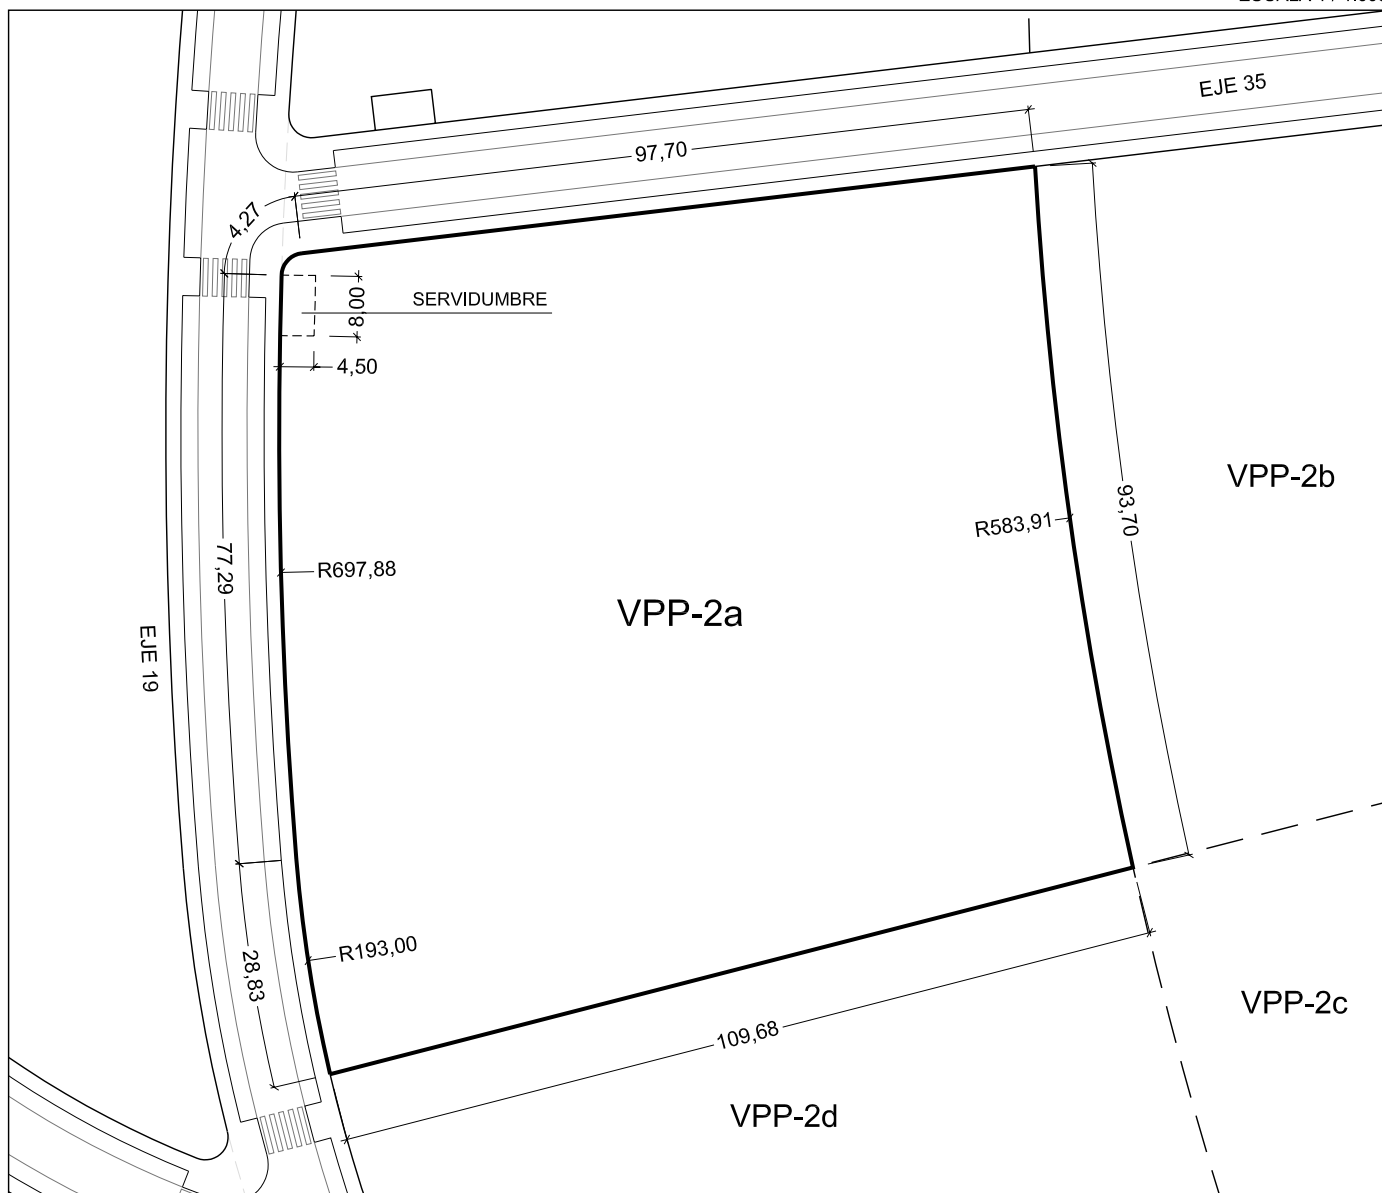 EJE 35
97,70
4,27
SERVIDUMBRE
8,00
4,50
VPP-2b
93,70
R583,91
77,29
R697,88
VPP-2a
EJE 19
R193,00
28,83
109,68
VPP-2c
VPP-2d